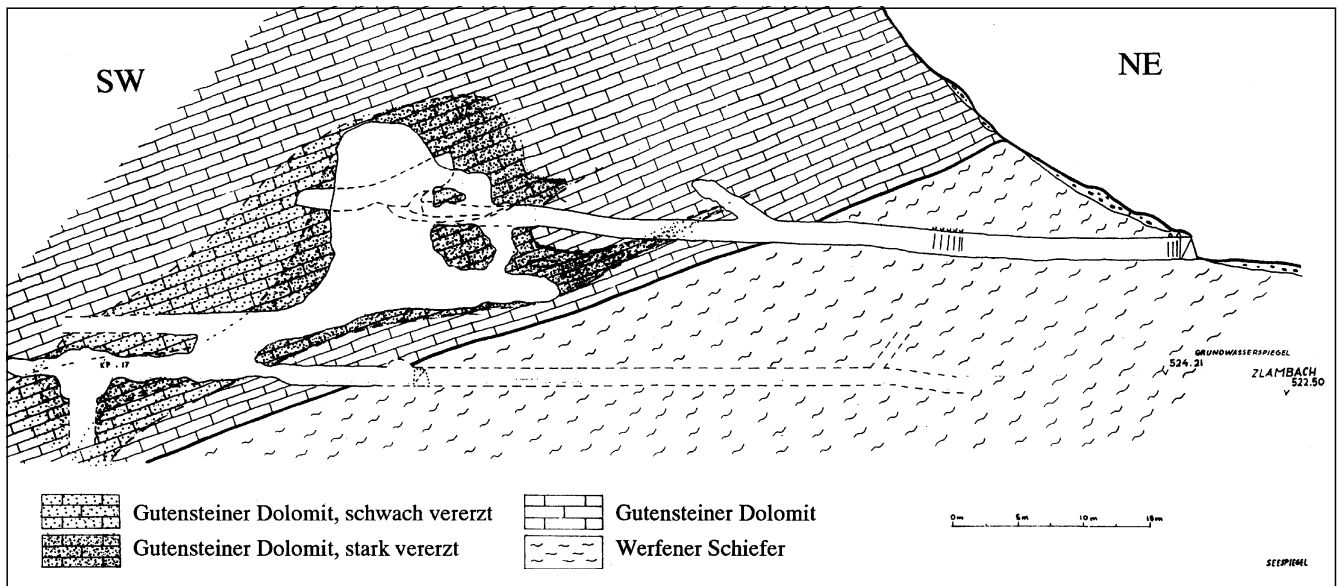 SW
NE
KP. 17
GRUNDWASSERSPIEGEL
524.21
ZLAMBACH
522.50
Gutensteiner Dolomit, schwach vererzt
Gutensteiner Dolomit
Gutensteiner Dolomit, stark vererzt
Werfener Schiefer
0m 5m 10m 15m
SEESPIEGEL